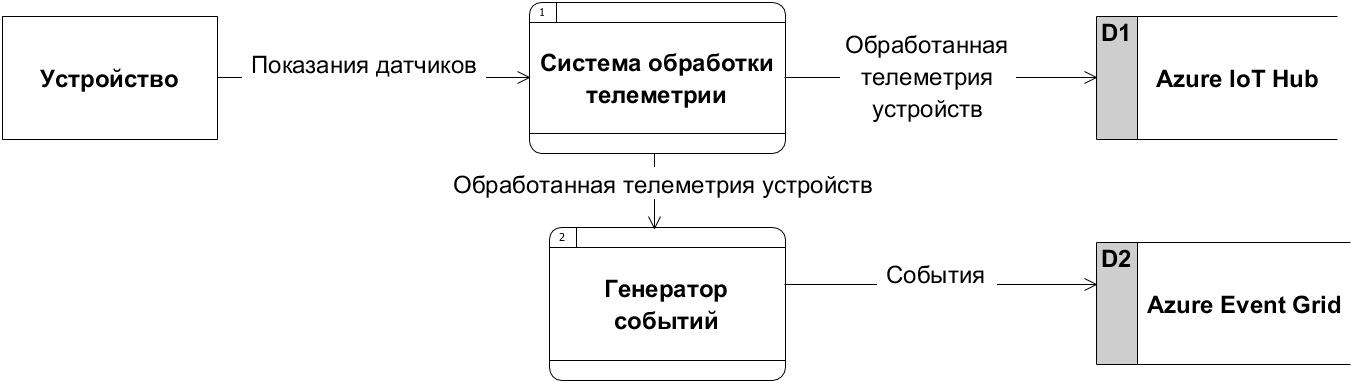 Устройство
Показания датчиков
1
Система обработки
телеметрии
Обработанная
телеметрия
устройств
D1
Azure IoT Hub
Обработанная телеметрия устройств
2
Генератор
событий
События
D2
Azure Event Grid